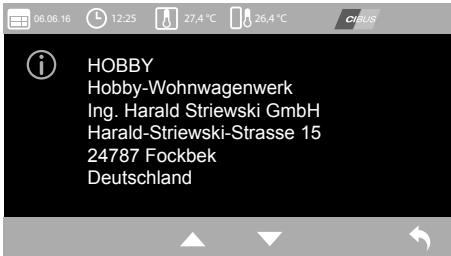 06.06.16 12:25 27,4 °C 26,4 °C CIBUS
HOBBY
Hobby-Wohnwagenwerk
Ing. Harald Striewski GmbH
Harald-Striewski-Strasse 15
24787 Fockbek
Deutschland